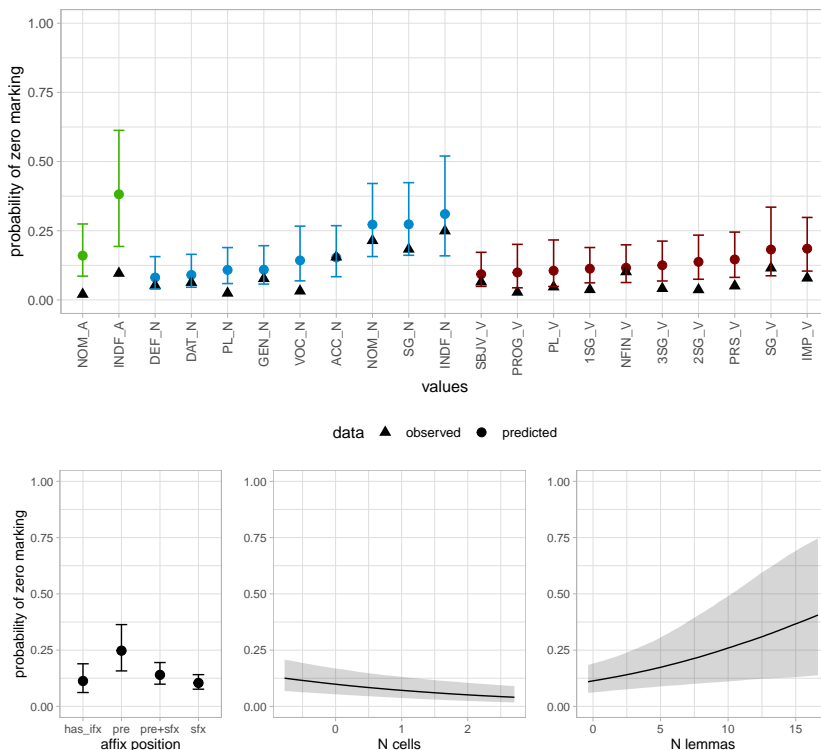 1.00
0.75
0.50
0.25
0.00
probability of zero marking
NOM_A
INDF_A
DEF_N
DAT_N
PL_N
GEN_N
VOC_N
ACC_N
NOM_N
SG_N
INDF_N
SBJV_V
PROG_V
PL_V
1SG_V
NFIN_V
3SG_V
2SG_V
PRS_V
SG_V
IMP_V
values
data observed predicted
1.00
0.75
0.50
0.25
0.00
probability of zero marking
has_ifx pre pre+sfx sfx
affix position
1.00
0.75
0.50
0.25
0.00
0 1 2
N cells
1.00
0.75
0.50
0.25
0.00
0 5 10 15
N lemmas